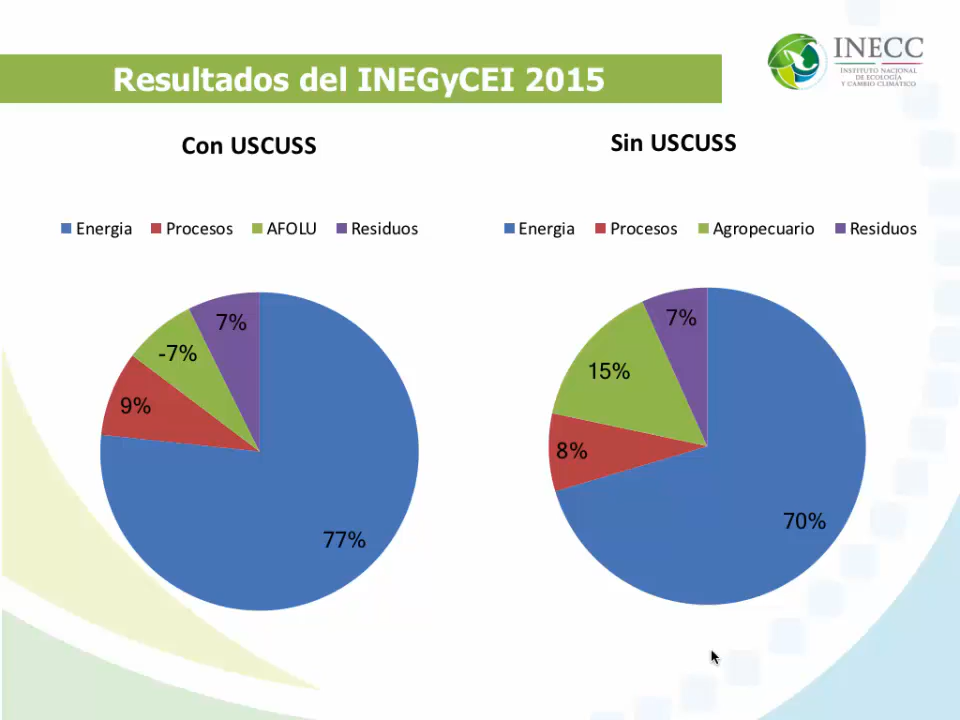 Resultados del INEGyCEI 2015
INECC
INSTITUTO NACIONAL
DE ECOLOGÍA
Y CAMBIO CLIMÁTICO
Con USCUSS
Energia Procesos AFOLU Residuos
7%
-7%
9%
77%
Sin USCUSS
Energia Procesos Agropecuario Residuos
7%
15%
8%
70%